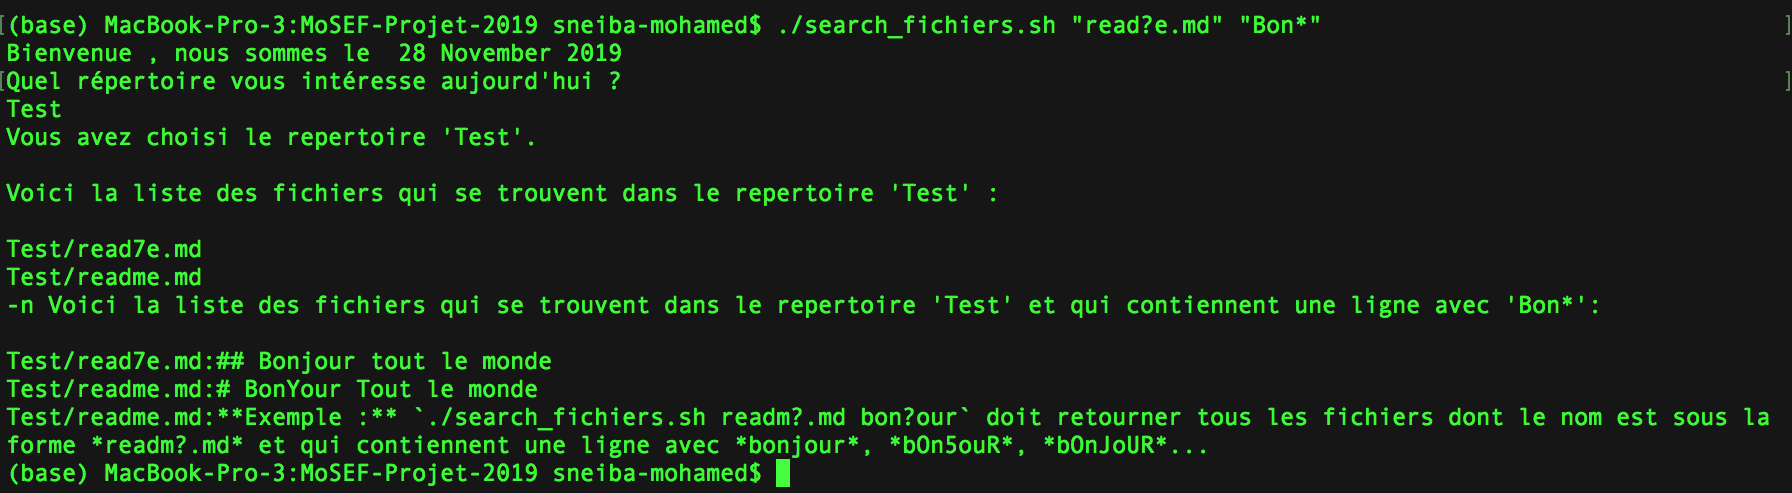 (base) MacBook-Pro-3:MoSEF-Projet-2019 sneiba-mohamed$ ./search_fichiers.sh "read?e.md" "Bon*"
Bienvenue , nous sommes le  28 November 2019
Quel répertoire vous intéresse aujourd'hui ?
Test
Vous avez choisi le repertoire 'Test'.
Voici la liste des fichiers qui se trouvent dans le repertoire 'Test' :
Test/read7e.md
Test/readme.md
-n Voici la liste des fichiers qui se trouvent dans le repertoire 'Test' et qui contiennent une ligne avec 'Bon*':
Test/read7e.md:## Bonjour tout le monde
Test/readme.md:# BonYour Tout le monde
Test/readme.md:**Exemple :** `./search_fichiers.sh readm?.md bon?our` doit retourner tous les fichiers dont le nom est sous la
forme *readm?.md* et qui contiennent une ligne avec *bonjour*, *bOn5ouR*, *bOnJoUR*...
(base) MacBook-Pro-3:MoSEF-Projet-2019 sneiba-mohamed$